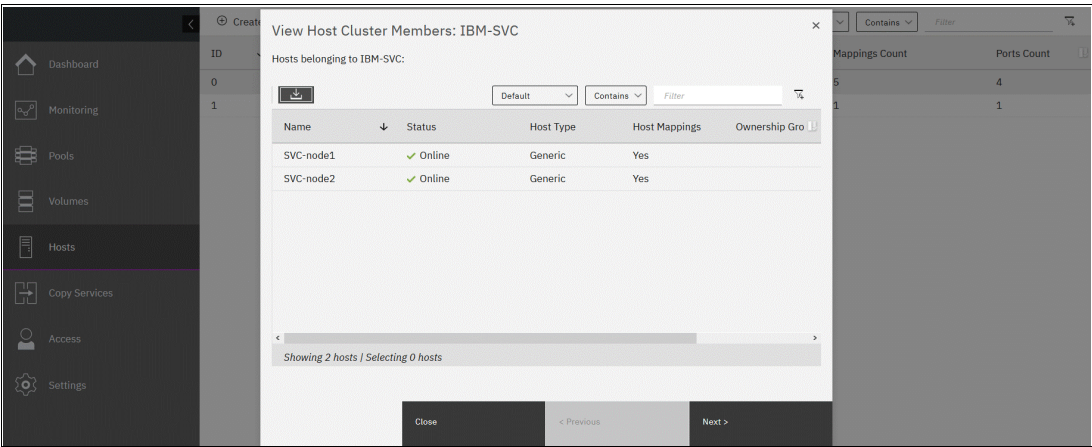 Create
Contains
Filter
ID
Mappings Count
Ports Count
0
5
4
1
1
1
Dashboard
Monitoring
Pools
Volumes
Hosts
Copy Services
Access
Settings
View Host Cluster Members: IBM-SVC
Hosts belonging to IBM-SVC:
Default
Contains
Filter
Name Status Host Type Host Mappings Ownership Gro
SVC-node1 Online Generic Yes
SVC-node2 Online Generic Yes
Showing 2 hosts | Selecting 0 hosts
Close
< Previous
Next >